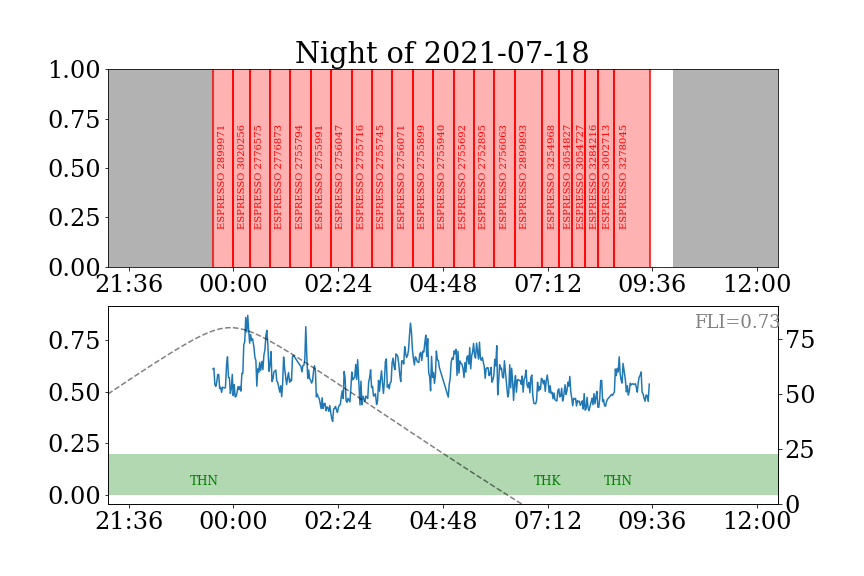 Night of 2021-07-18
1.00
0.75
0.50
0.25
0.00
ESPRESSO 2899971
ESPRESSO 3020256
ESPRESSO 2776575
ESPRESSO 2776873
ESPRESSO 2755794
ESPRESSO 2755991
ESPRESSO 2756047
ESPRESSO 2755716
ESPRESSO 2755745
ESPRESSO 2756071
ESPRESSO 2755899
ESPRESSO 2755940
ESPRESSO 2755692
ESPRESSO 2752895
ESPRESSO 2756063
ESPRESSO 2899893
ESPRESSO 3254968
ESPRESSO 3054827
ESPRESSO 3054727
ESPRESSO 3284216
ESPRESSO 3002713
ESPRESSO 3278045
21:36 00:00 02:24 04:48 07:12 09:36 12:00
FLI=0.73
0.75
0.50
0.25
0.00
75
50
25
0
THN THK THN
21:36 00:00 02:24 04:48 07:12 09:36 12:00